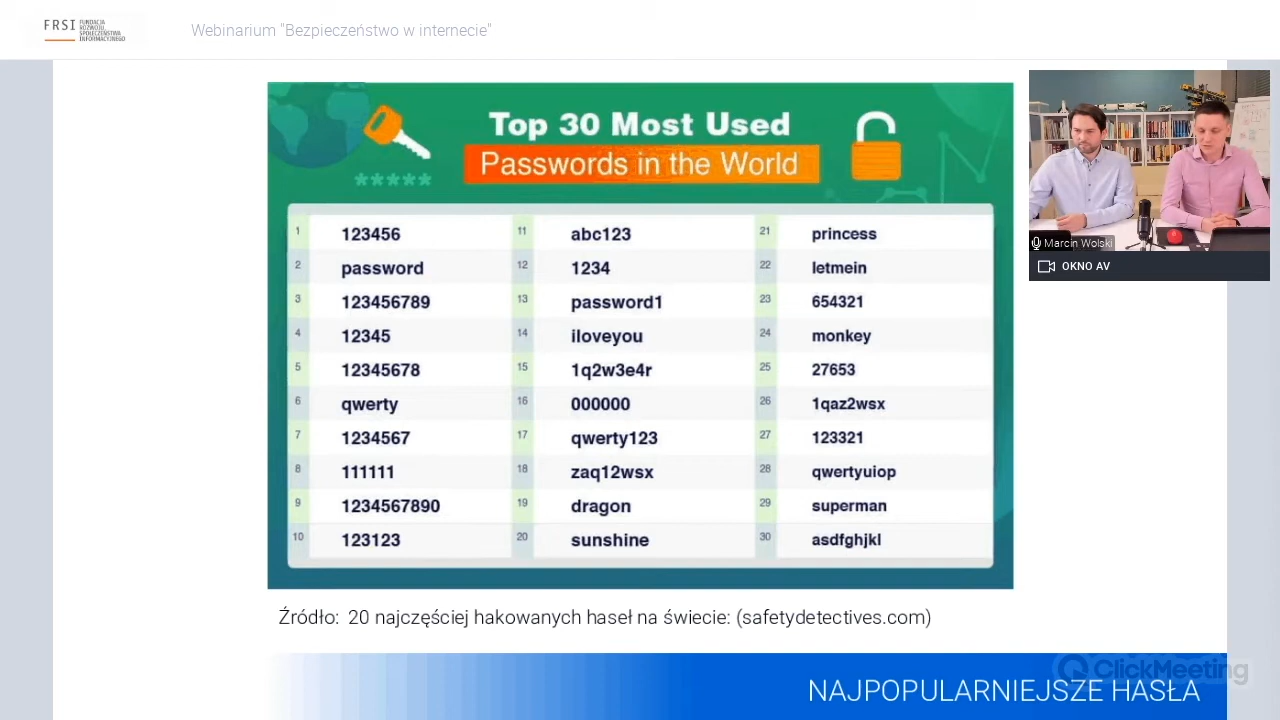 FRSI FUNDACJA
ROZWOJU
SPOŁECZEŃSTWA
INFORMACYJNEGO
Webinarium "Bezpieczeństwo w internecie"
Top 30 Most Used
Passwords in the World
*****
1 123456
2 password
3 123456789
4 12345
5 12345678
6 qwerty
7 1234567
8 111111
9 1234567890
10 123123
11 abc123
12 1234
13 password1
14 iloveyou
15 1q2w3e4r
16 000000
17 qwerty123
18 zaq12wsx
19 dragon
20 sunshine
21 princess
22 letmein
23 654321
24 monkey
25 27653
26 1qaz2wsx
27 123321
28 qwertyuiop
29 superman
30 asdfghjkl
Marcin Wolski
OKNO AV
Źródło: 20 najczęściej hakowanych haseł na świecie: (safetydetectives.com)
ClickMeeting
NAJPOPULARNIEJSZE HASŁA